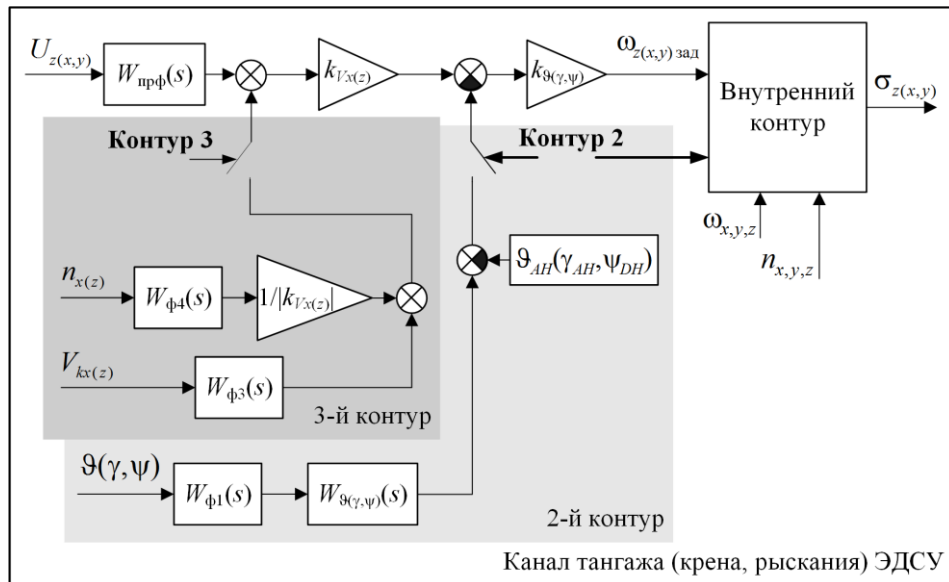 U_{z(x,y)}
W_{прф}(s)
k_{Vx(z)}
k_{ϑ(γ,ψ)}
ω_{z(x,y) зад}
Внутренний
контур
σ_{z(x,y)}
Контур 3
Контур 2
ω_{x,y,z}
n_{x,y,z}
ϑ_{AH}(γ_{AH},ψ_{DH})
n_{x(z)}
W_{ф4}(s)
1/|k_{Vx(z)}|
V_{kx(z)}
W_{ф3}(s)
3-й контур
ϑ(γ,ψ)
W_{ф1}(s)
W_{ϑ(γ,ψ)}(s)
2-й контур
Канал тангажа (крена, рыскания) ЭДСУ